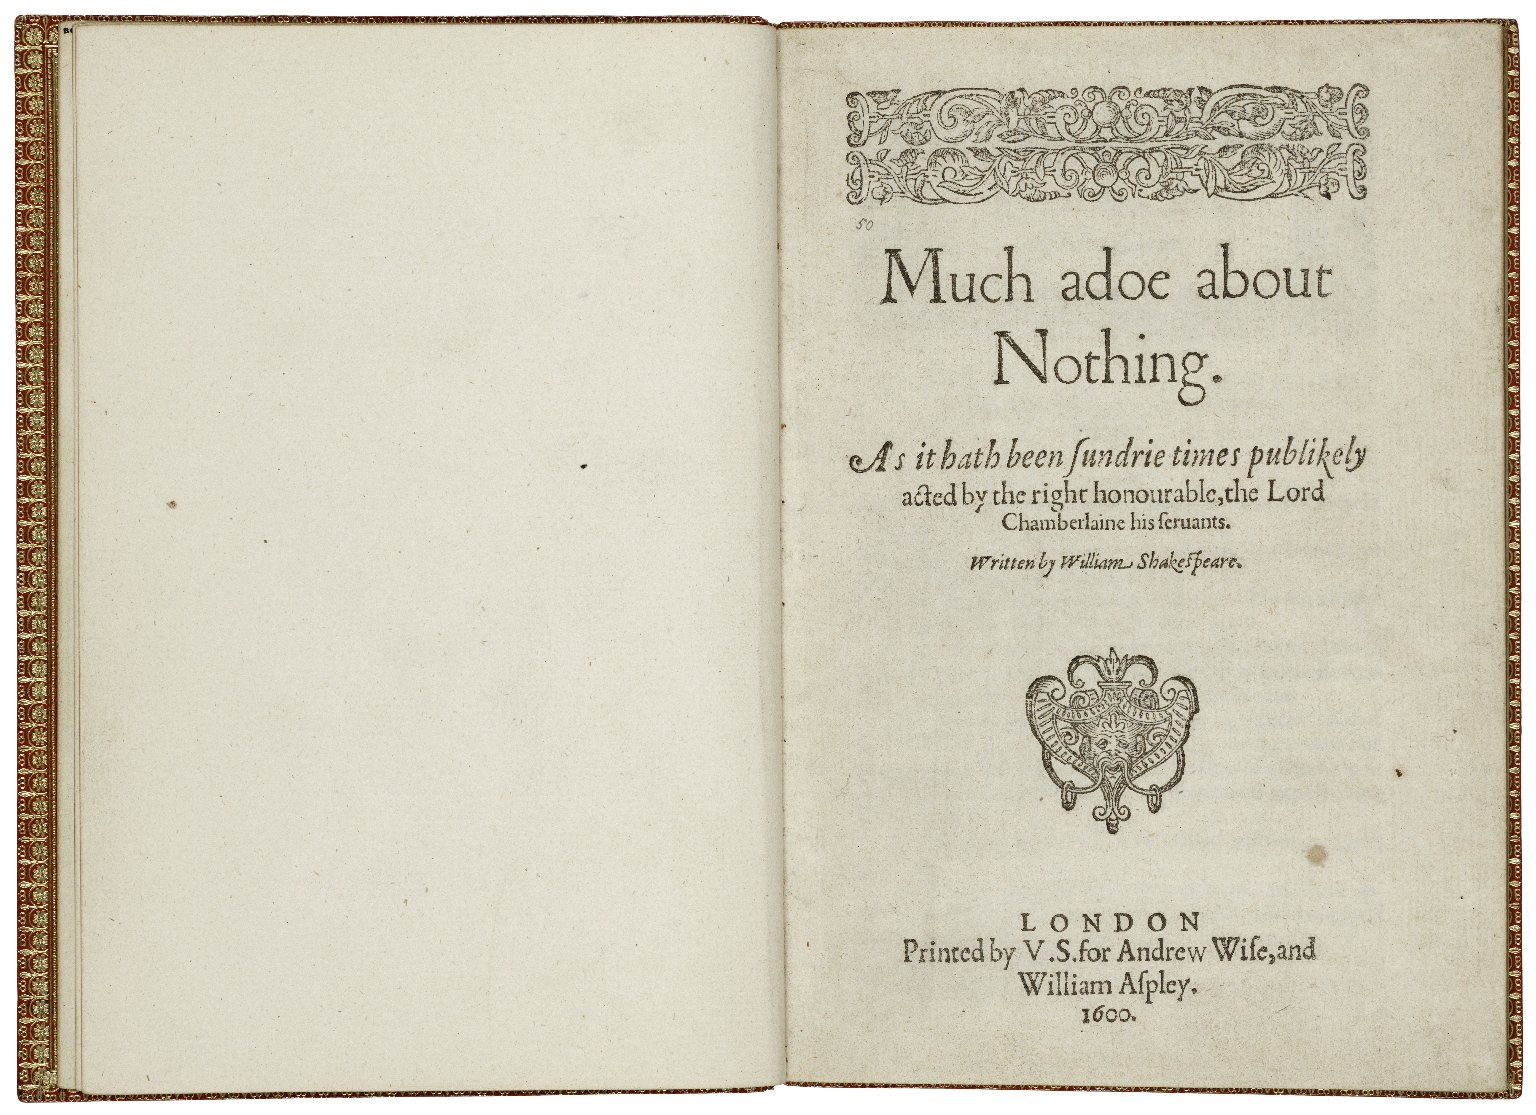 50
Much adoe about
Nothing.
As it hath been ſundrie times publikely
acted by the right honourable, the Lord
Chamberlaine his ſeruants.
Written by William Shakeſpeare.
LONDON
Printed by V.S. for Andrew Wiſe, and
William Aſpley.
1600.